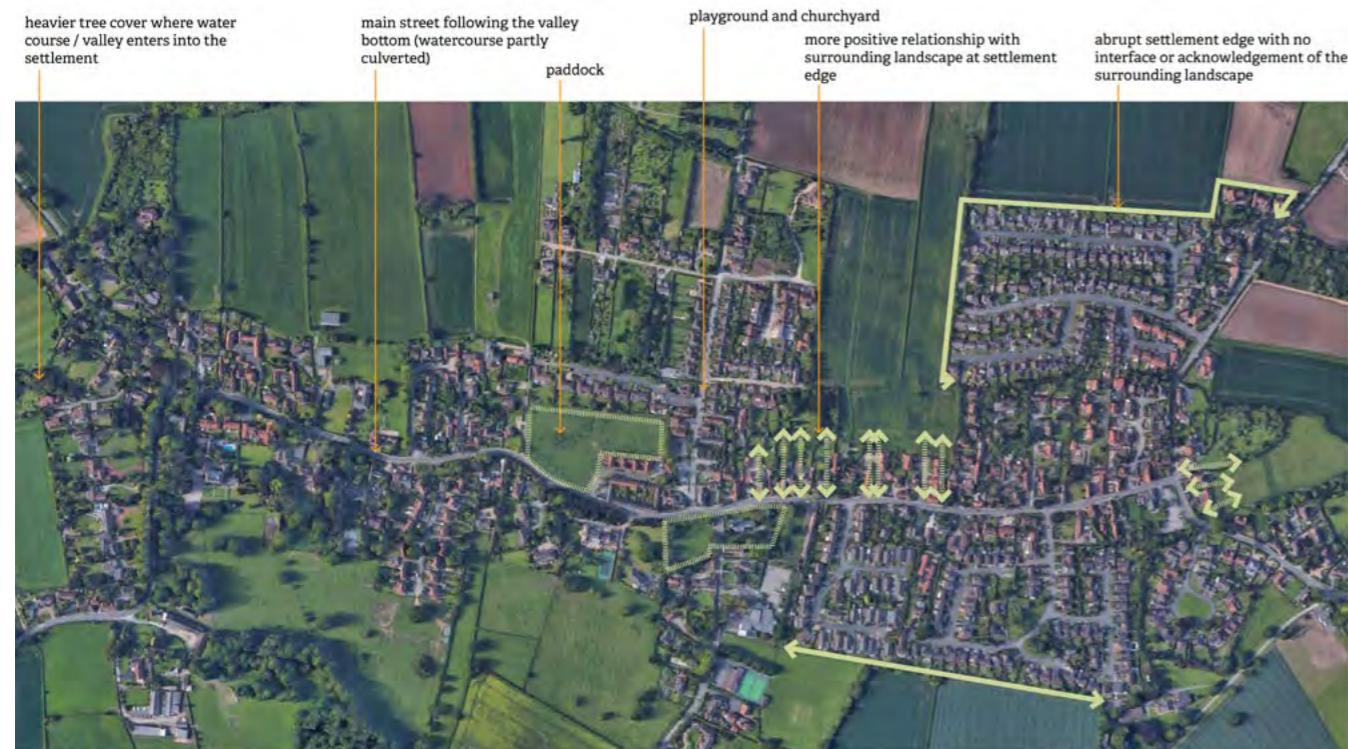 heavier tree cover where water
course / valley enters into the
settlement
main street following the valley
bottom (watercourse partly
culverted)
paddock
playground and churchyard
more positive relationship with
surrounding landscape at settlement
edge
abrupt settlement edge with no
interface or acknowledgement of the
surrounding landscape